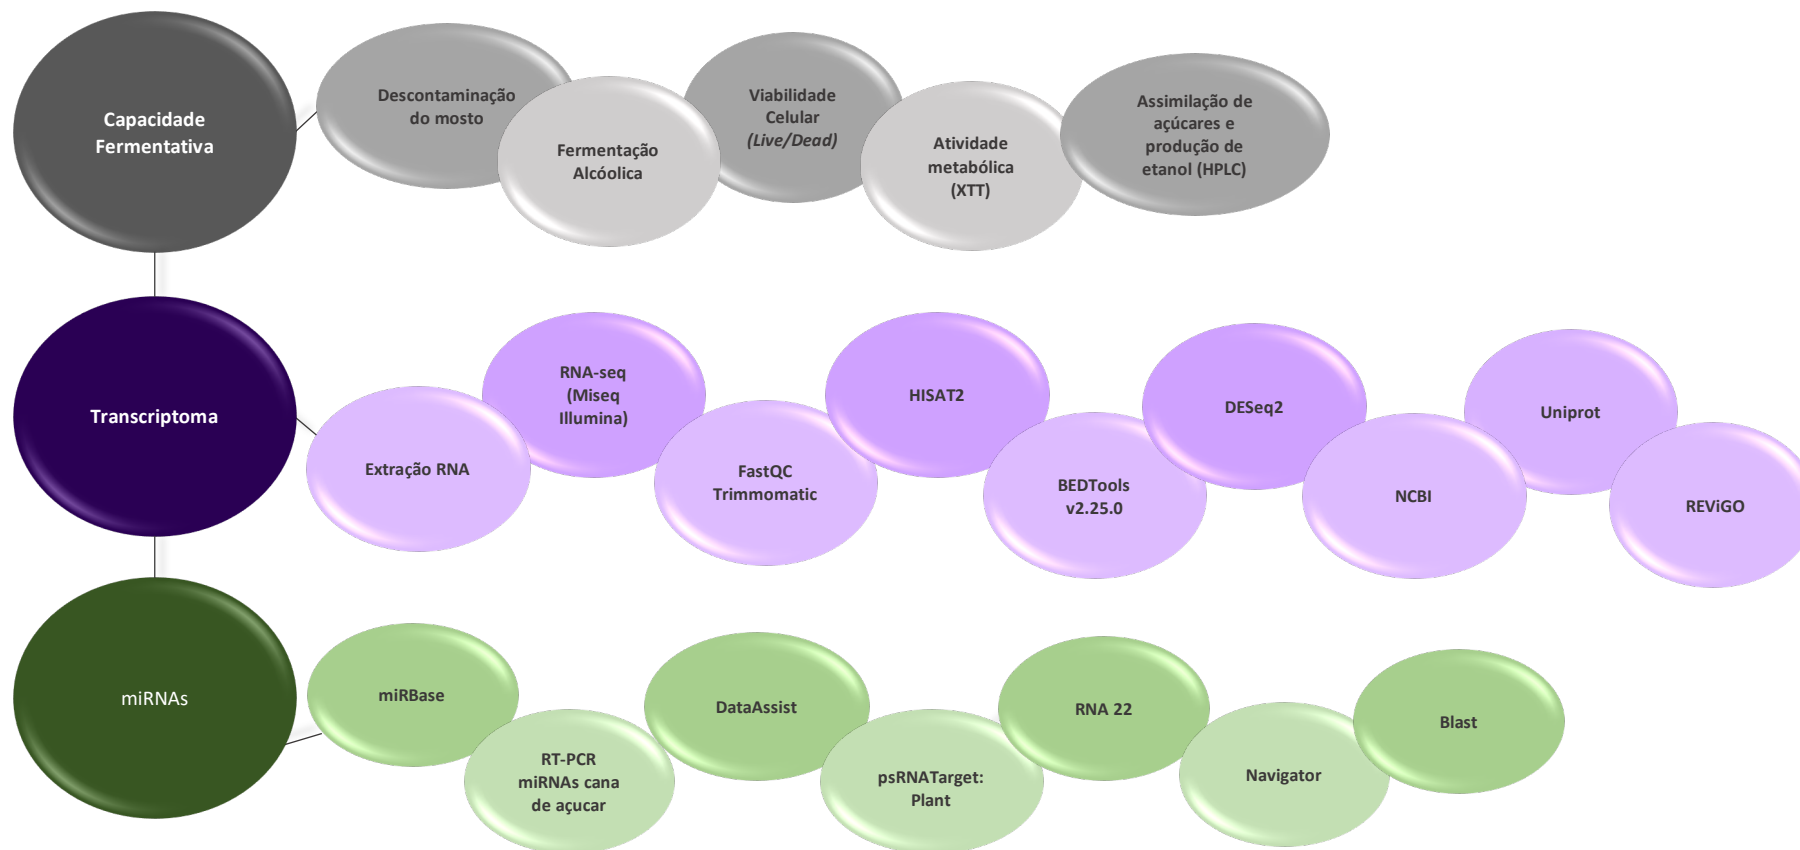 Capacidade
Fermentativa
Descontaminação
do mosto
Fermentação
Alcóolica
Viabilidade
Celular
(Live/Dead)
Atividade
metabólica
(XTT)
Assimilação de
açúcares e
produção de
etanol (HPLC)
Transcriptoma
Extração RNA
RNA-seq
(Miseq
Illumina)
FastQC
Trimmomatic
HISAT2
BEDTools
v2.25.0
DESeq2
NCBI
Uniprot
REViGO
miRNAs
miRBase
RT-PCR
miRNAs cana
de açucar
DataAssist
psRNATarget:
Plant
RNA 22
Navigator
Blast